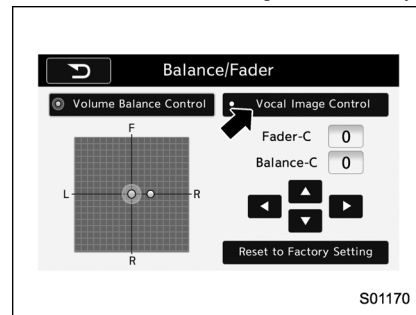 Balance/Fader
Volume Balance Control
Vocal Image Control
F
L
R
R
Fader-C 0
Balance-C 0
Reset to Factory Setting
S01170